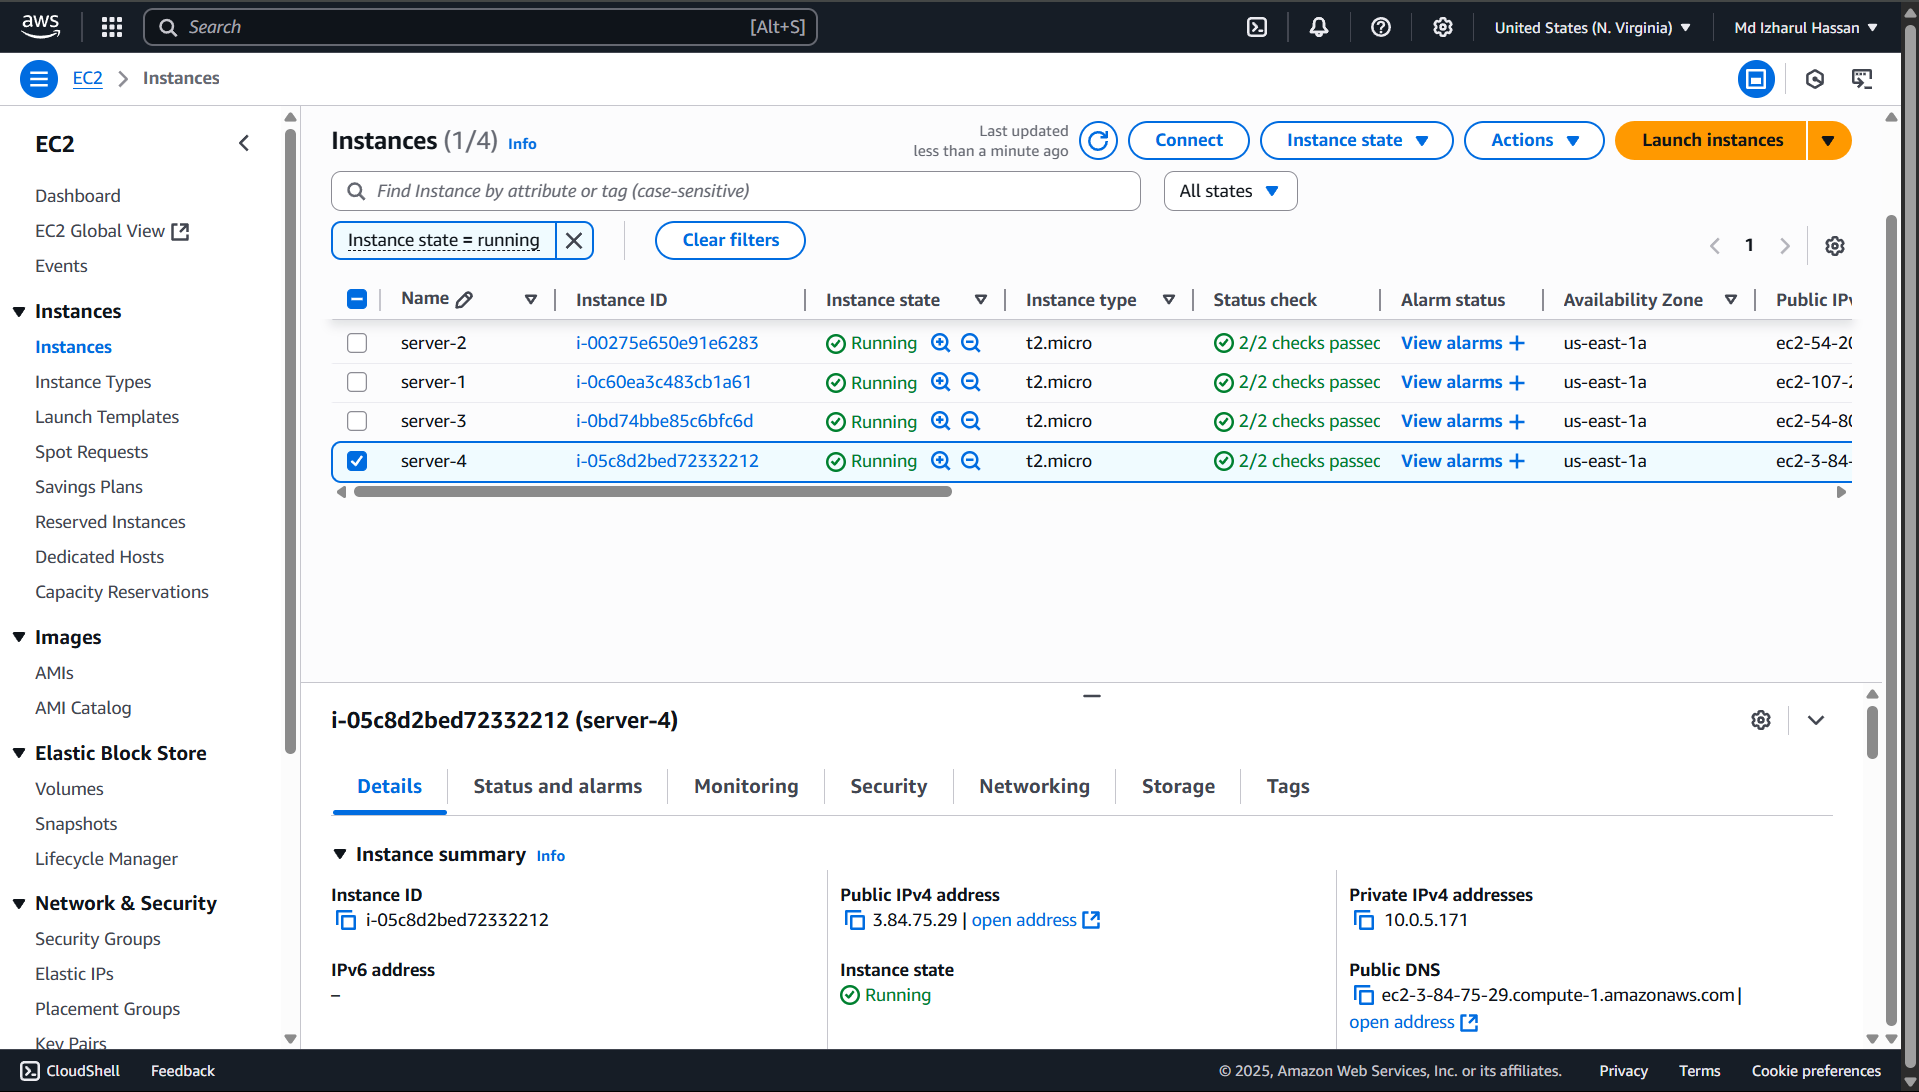 aws
Search [Alt+S]
United States (N. Virginia)
Md Izharul Hassan
EC2 Instances
EC2
Dashboard
EC2 Global View
Events
Instances
Instances
Instance Types
Launch Templates
Spot Requests
Savings Plans
Reserved Instances
Dedicated Hosts
Capacity Reservations
Images
AMIs
AMI Catalog
Elastic Block Store
Volumes
Snapshots
Lifecycle Manager
Network & Security
Security Groups
Elastic IPs
Placement Groups
Key Pairs
Instances (1/4) Info
Last updated
less than a minute ago
Connect
Instance state
Actions
Launch instances
Find Instance by attribute or tag (case-sensitive)
All states
Instance state = running
Clear filters
1
Name Instance ID Instance state Instance type Status check Alarm status Availability Zone Public IPv
server-2 i-00275e650e91e6283 Running t2.micro 2/2 checks passed View alarms + us-east-1a ec2-54-20
server-1 i-0c60ea3c483cb1a61 Running t2.micro 2/2 checks passed View alarms + us-east-1a ec2-107-2
server-3 i-0bd74bbe85c6bfc6d Running t2.micro 2/2 checks passed View alarms + us-east-1a ec2-54-80
server-4 i-05c8d2bed72332212 Running t2.micro 2/2 checks passed View alarms + us-east-1a ec2-3-84-
i-05c8d2bed72332212 (server-4)
Details Status and alarms Monitoring Security Networking Storage Tags
Instance summary Info
Instance ID
i-05c8d2bed72332212
Public IPv4 address
3.84.75.29 | open address
Private IPv4 addresses
10.0.5.171
IPv6 address
–
Instance state
Running
Public DNS
ec2-3-84-75-29.compute-1.amazonaws.com |
open address
CloudShell Feedback
© 2025, Amazon Web Services, Inc. or its affiliates. Privacy Terms Cookie preferences